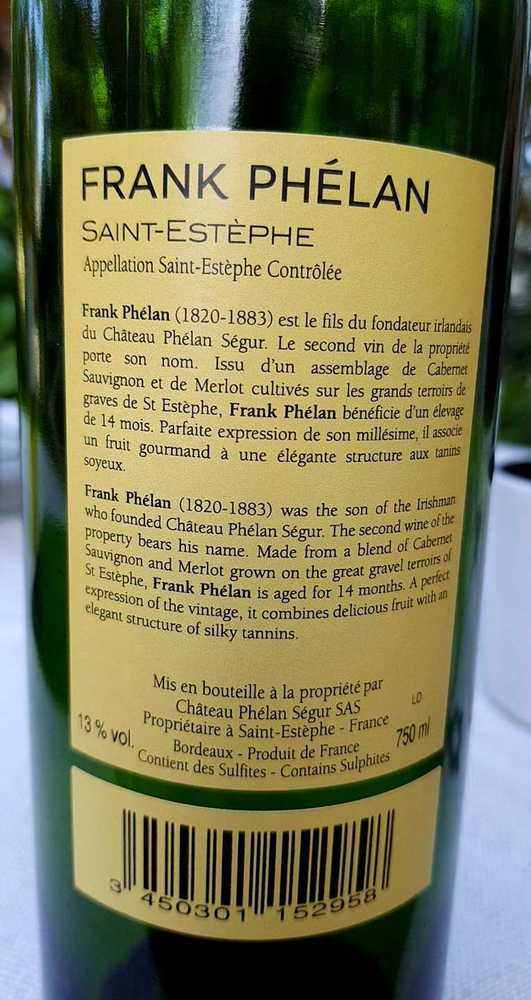 FRANK PHÉLAN
SAINT-ESTÈPHE
Appellation Saint-Estèphe Contrôlée
Frank Phélan (1820-1883) est le fils du fondateur irlandais
du Château Phélan Ségur. Le second vin de la propriété
porte son nom. Issu d'un assemblage de Cabernet
Sauvignon et de Merlot cultivés sur les grands terroirs de
graves de St Estèphe, Frank Phélan bénéficie d'un élevage
de 14 mois. Parfaite expression de son millésime, il associe
un fruit gourmand à une élégante structure aux tanins
soyeux.
Frank Phélan (1820-1883) was the son of the Irishman
who founded Château Phélan Ségur. The second wine of the
property bears his name. Made from a blend of Cabernet
Sauvignon and Merlot grown on the great gravel terroirs of
St Estèphe, Frank Phélan is aged for 14 months. A perfect
expression of the vintage, it combines delicious fruit with an
elegant structure of silky tannins.
Mis en bouteille à la propriété par
Château Phélan Ségur SAS
Propriétaire à Saint-Estèphe - France
Bordeaux - Produit de France
Contient des Sulfites - Contains Sulphites
13 % vol.
LD
750 ml
3 450301 152958